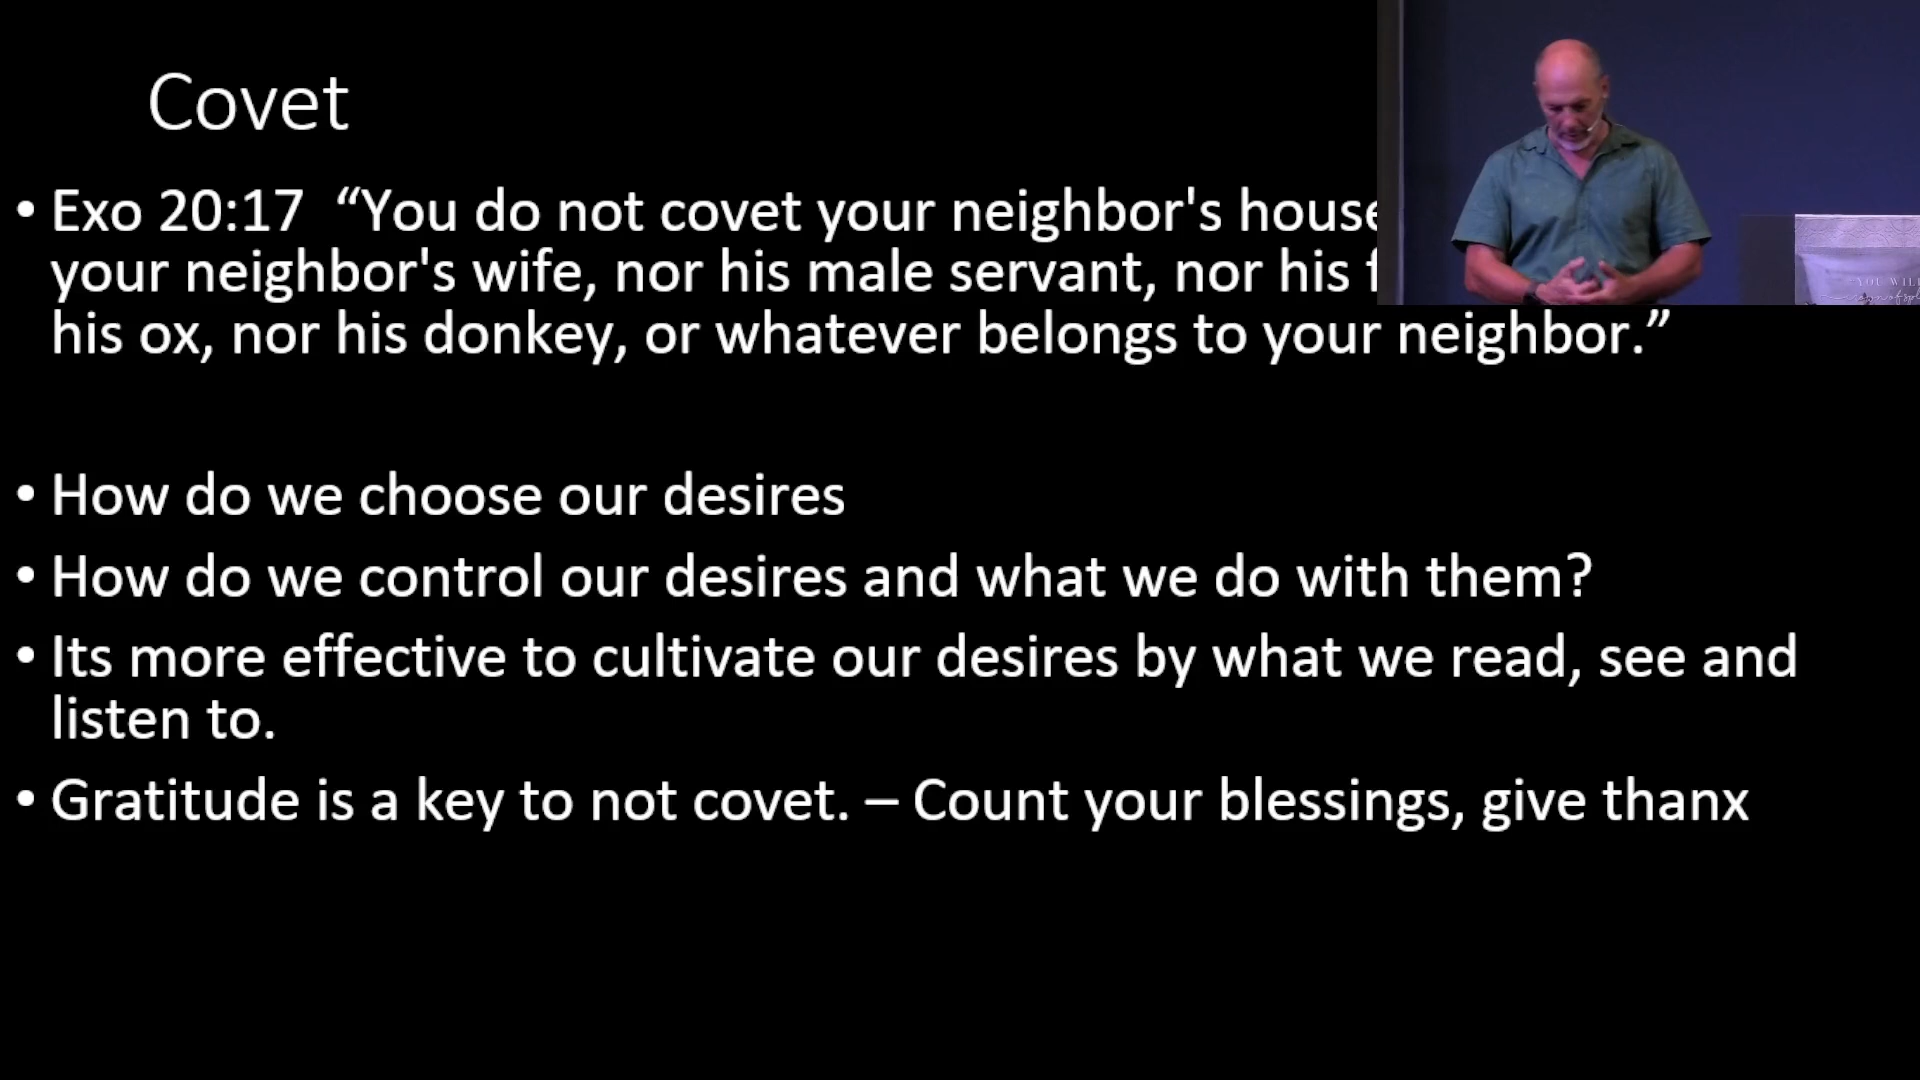 Covet
• Exo 20:17 “You do not covet your neighbor's house
your neighbor's wife, nor his male servant, nor his
his ox, nor his donkey, or whatever belongs to your neighbor.”
• How do we choose our desires
• How do we control our desires and what we do with them?
• Its more effective to cultivate our desires by what we read, see and
listen to.
• Gratitude is a key to not covet. – Count your blessings, give thanx
YOU WILL